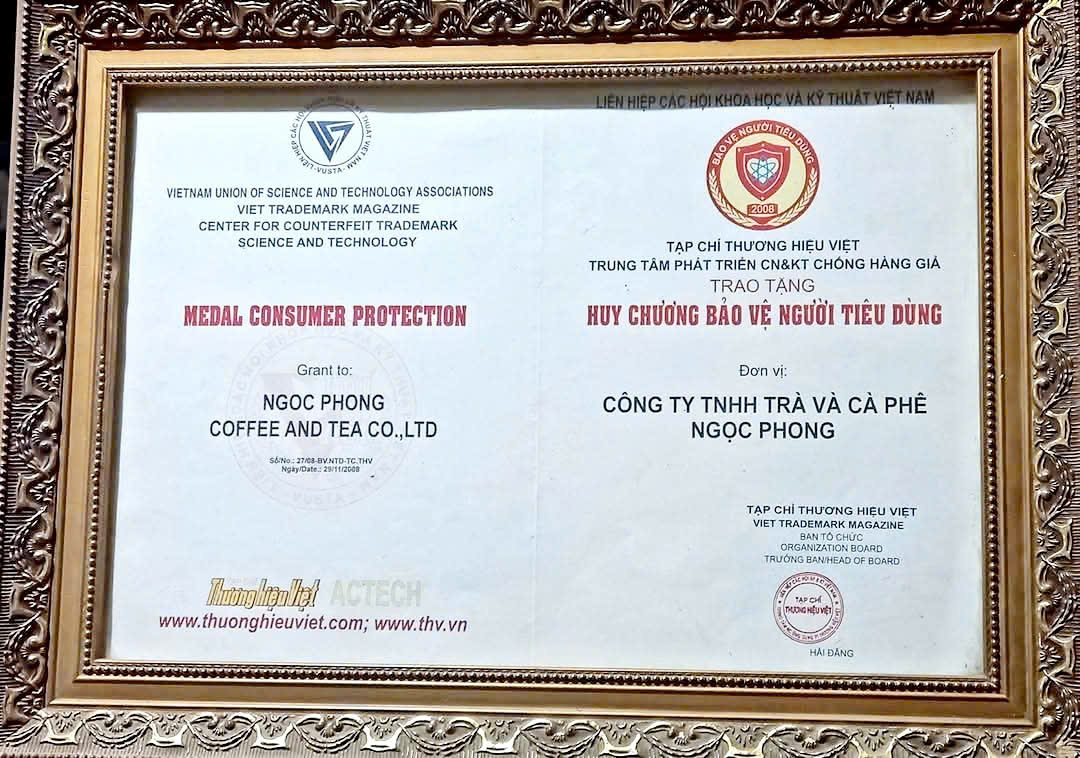 VIETNAM UNION OF SCIENCE AND TECHNOLOGY ASSOCIATIONS
VIET TRADEMARK MAGAZINE
CENTER FOR COUNTERFEIT TRADEMARK
SCIENCE AND TECHNOLOGY
MEDAL CONSUMER PROTECTION
Grant to:
NGOC PHONG
COFFEE AND TEA CO.,LTD
Số/No.: 27/08-BV.NTD-TC.THV
Ngày/Date.: 29/11/2008
Thương hiệu Việt ACTECH
www.thuonghieuviet.com; www.thv.vn
LIÊN HIỆP CÁC HỘI KHOA HỌC VÀ KỸ THUẬT VIỆT NAM
BẢO VỆ NGƯỜI TIÊU DÙNG
2008
TẠP CHÍ THƯƠNG HIỆU VIỆT
TRUNG TÂM PHÁT TRIỂN CN&KT CHỐNG HÀNG GIẢ
TRAO TẶNG
HUY CHƯƠNG BẢO VỆ NGƯỜI TIÊU DÙNG
Đơn vị:
CÔNG TY TNHH TRÀ VÀ CÀ PHÊ
NGỌC PHONG
TẠP CHÍ THƯƠNG HIỆU VIỆT
VIET TRADEMARK MAGAZINE
BAN TỔ CHỨC
ORGANIZATION BOARD
TRƯỞNG BAN/HEAD OF BOARD
TẠP CHÍ
THƯƠNG HIỆU VIỆT
HẢI ĐĂNG